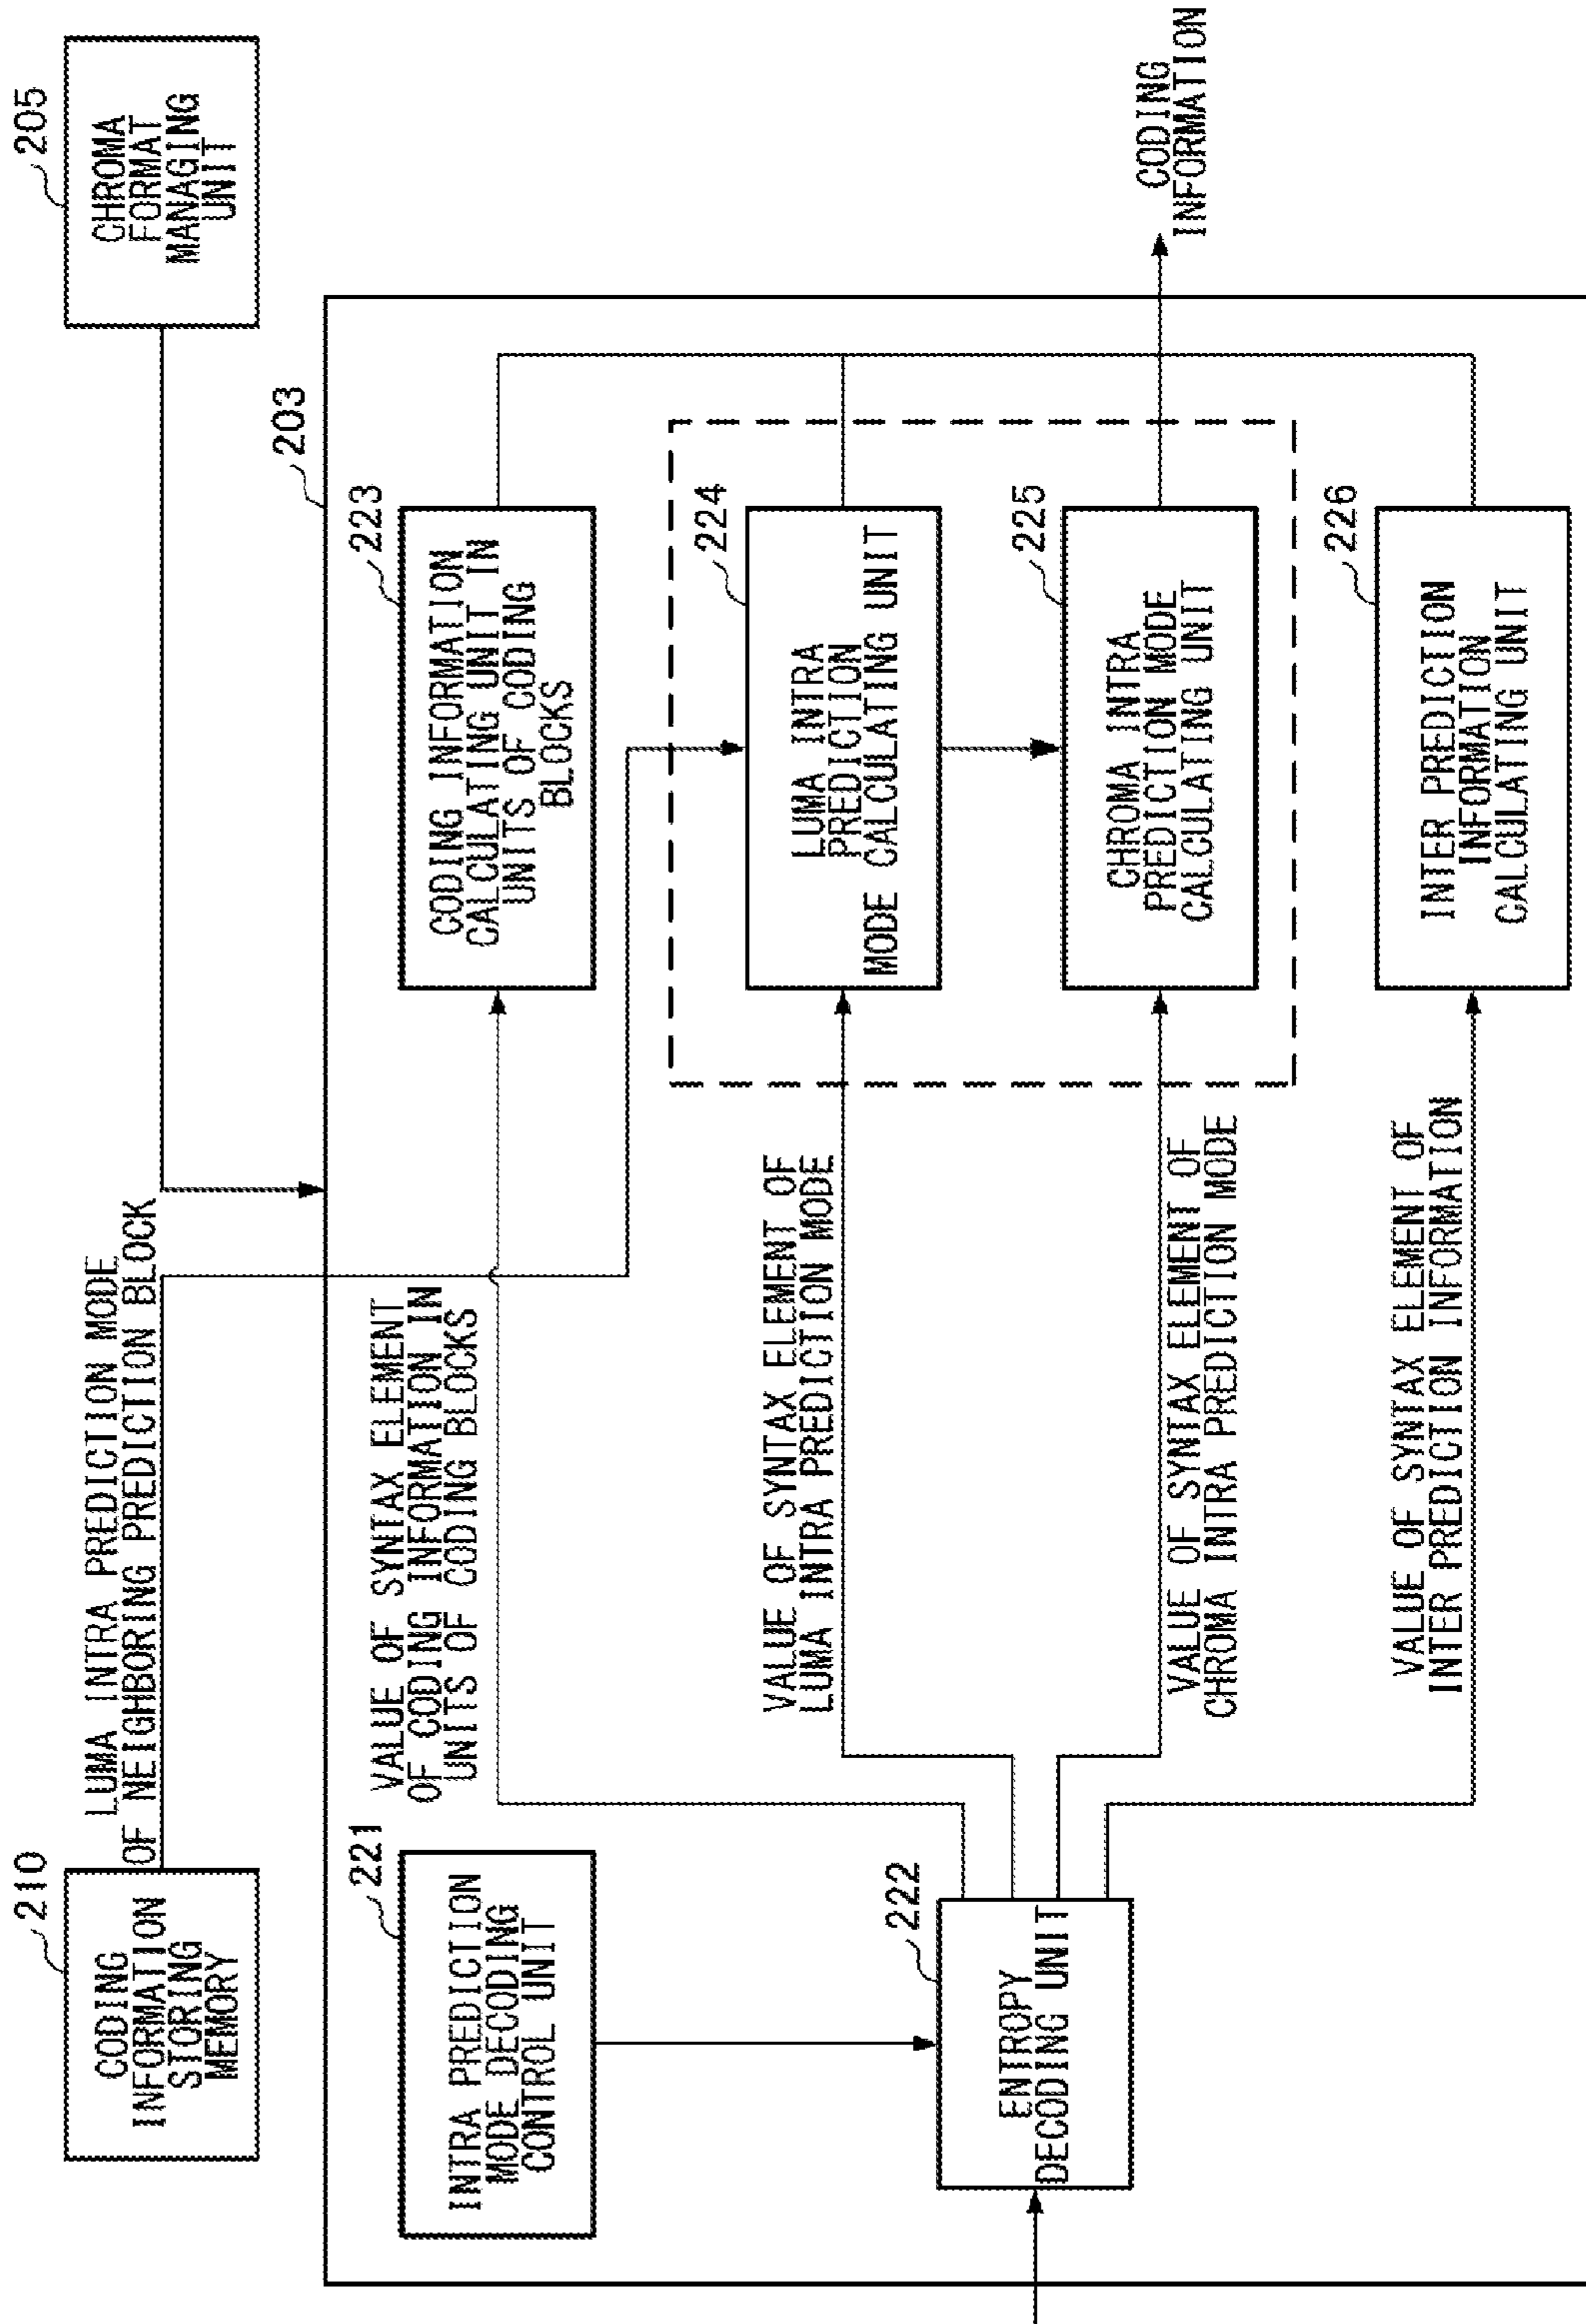 210
CODING
INFORMATION
STORING
MEMORY
LUMA INTRA PREDICTION MODE
OF NEIGHBORING PREDICTION BLOCK
205
CHROMA
FORMAT
MANAGING
UNIT
203
221
INTRA PREDICTION
MODE DECODING
CONTROL UNIT
VALUE OF SYNTAX ELEMENT
OF CODING INFORMATION IN
UNITS OF CODING BLOCKS
223
CODING INFORMATION
CALCULATING UNIT IN
UNITS OF CODING
BLOCKS
222
ENTROPY
DECODING UNIT
VALUE OF SYNTAX ELEMENT OF
LUMA INTRA PREDICTION MODE
224
LUMA INTRA
PREDICTION
MODE CALCULATING UNIT
VALUE OF SYNTAX ELEMENT OF
CHROMA INTRA PREDICTION MODE
225
CHROMA INTRA
PREDICTION MODE
CALCULATING UNIT
CODING
INFORMATION
VALUE OF SYNTAX ELEMENT OF
INTER PREDICTION INFORMATION
226
INTER PREDICTION
INFORMATION
CALCULATING UNIT